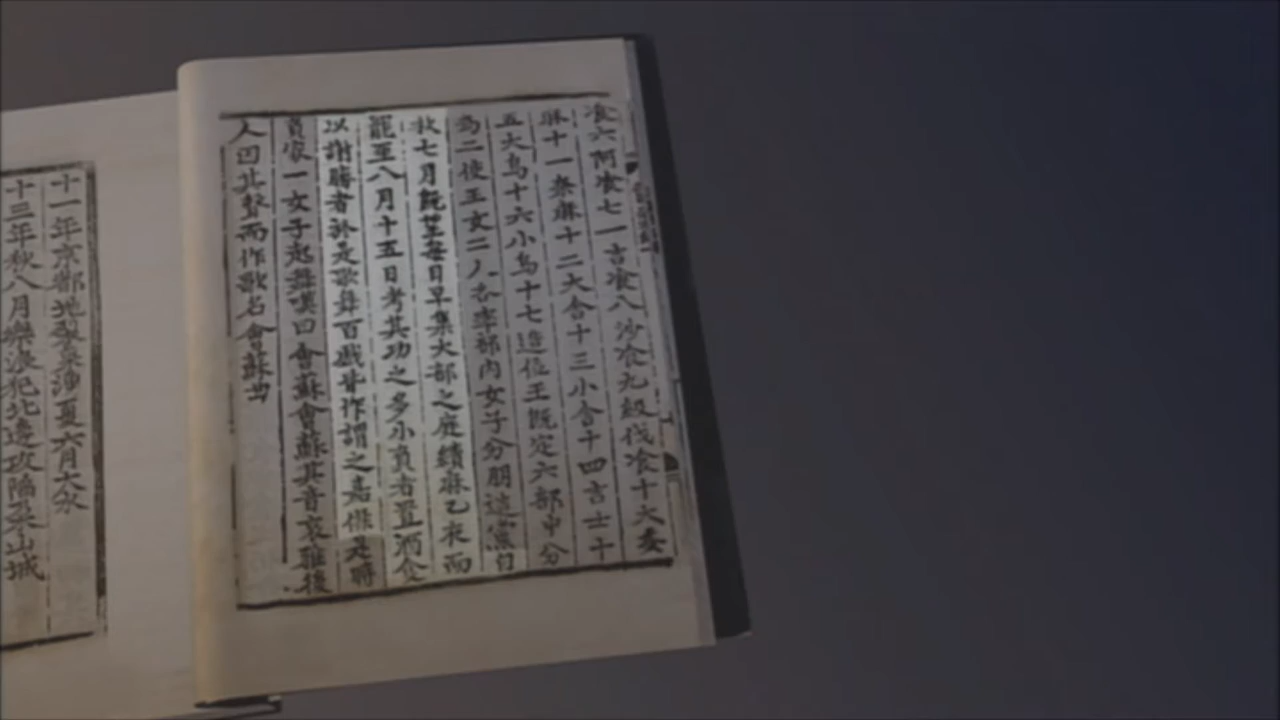 飡六阿飡七一吉飡八沙飡九級伐飡十大奈
麻十一奈麻十二大舍十三小舍十四吉士十
五大烏十六小烏十七造位王旣定六部中分
爲二使王女二人各率部內女子分朋造黨自
秋七月旣望每日早集大部之庭績麻乙夜而
罷至八月十五日考其功之多小負者置酒食
以謝勝者於是歌舞百戱皆作謂之嘉俳是時
負家一女子起舞嘆曰會蘇會蘇其音哀雅後
人因其聲而作歌名會蘇曲
十一年京都地裂泉湧夏六月大水
十三年秋八月樂浪犯北邊攻陷朶山城